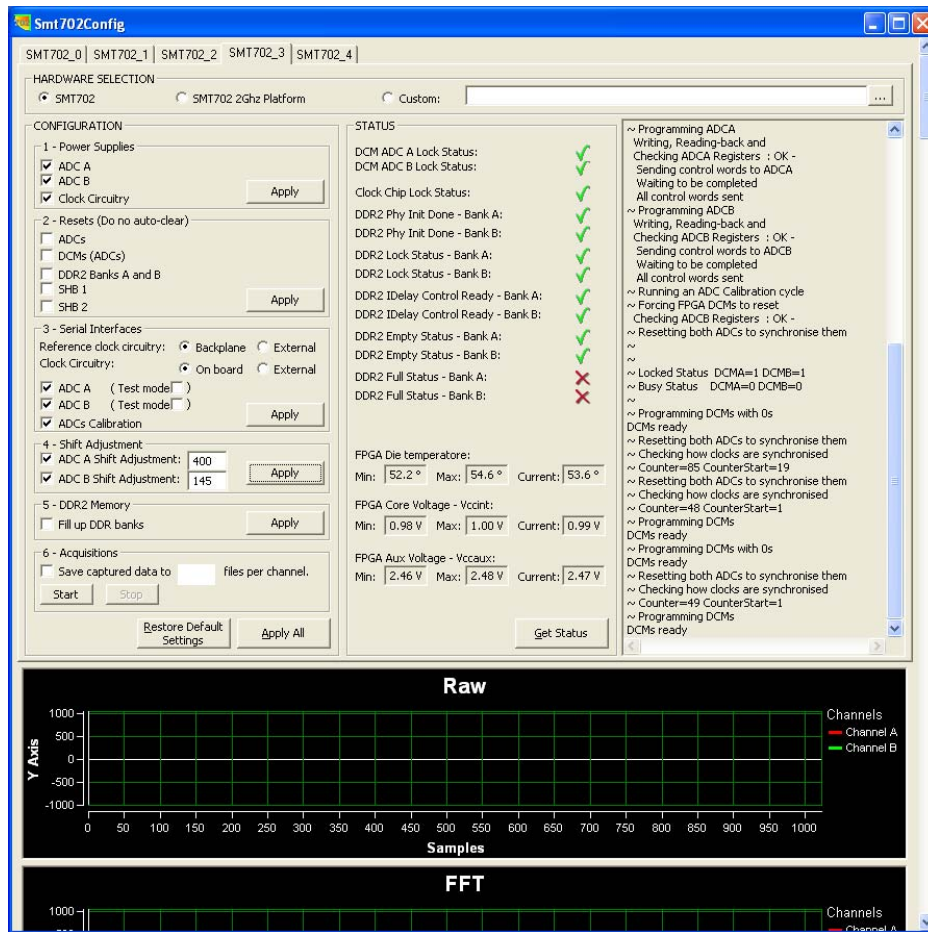 Smt702Config
SMT702_0 SMT702_1 SMT702_2 SMT702_3 SMT702_4
HARDWARE SELECTION
SMT702 SMT702 2Ghz Platform Custom: ...
CONFIGURATION
1 - Power Supplies
ADC A
ADC B
Clock Circuitry
Apply
2 - Resets (Do no auto-clear)
ADCs
DCMs (ADCs)
DDR2 Banks A and B
SHB 1
SHB 2
Apply
3 - Serial Interfaces
Reference clock circuitry: Backplane External
Clock Circuitry: On board External
ADC A ( Test mode )
ADC B ( Test mode )
ADCs Calibration
Apply
4 - Shift Adjustment
ADC A Shift Adjustment: 400
ADC B Shift Adjustment: 145
Apply
5 - DDR2 Memory
Fill up DDR banks Apply
6 - Acquisitions
Save captured data to files per channel.
Start Stop
Restore Default
Settings
Apply All
STATUS
DCM ADC A Lock Status:
DCM ADC B Lock Status:
Clock Chip Lock Status:
DDR2 Phy Init Done - Bank A:
DDR2 Phy Init Done - Bank B:
DDR2 Lock Status - Bank A:
DDR2 Lock Status - Bank B:
DDR2 IDelay Control Ready - Bank A:
DDR2 IDelay Control Ready - Bank B:
DDR2 Empty Status - Bank A:
DDR2 Empty Status - Bank B:
DDR2 Full Status - Bank A:
DDR2 Full Status - Bank B:
FPGA Die temperatore:
Min: 52.2 ° Max: 54.6 ° Current: 53.6 °
FPGA Core Voltage - Vccint:
Min: 0.98 V Max: 1.00 V Current: 0.99 V
FPGA Aux Voltage - Vccaux:
Min: 2.46 V Max: 2.48 V Current: 2.47 V
Get Status
~ Programming ADCA
Writing, Reading-back and
Checking ADCA Registers : OK -
Sending control words to ADCA
Waiting to be completed
All control words sent
~ Programming ADCB
Writing, Reading-back and
Checking ADCB Registers : OK -
Sending control words to ADCB
Waiting to be completed
All control words sent
~ Running an ADC Calibration cycle
~ Forcing FPGA DCMs to reset
Checking ADCB Registers : OK -
~ Resetting both ADCs to synchronise them
~
~
~ Locked Status DCMA=1 DCMB=1
~ Busy Status DCMA=0 DCMB=0
~
~ Programming DCMs with 0s
DCMs ready
~ Resetting both ADCs to synchronise them
~ Checking how clocks are synchronised
~ Counter=85 CounterStart=19
~ Resetting both ADCs to synchronise them
~ Checking how clocks are synchronised
~ Counter=48 CounterStart=1
~ Programming DCMs
DCMs ready
~ Programming DCMs with 0s
DCMs ready
~ Resetting both ADCs to synchronise them
~ Checking how clocks are synchronised
~ Counter=49 CounterStart=1
~ Programming DCMs
DCMs ready
Raw
Y Axis
1000
500
0
-500
-1000
0 50 100 150 200 250 300 350 400 450 500 550 600 650 700 750 800 850 900 950 1000
Samples
Channels
Channel A
Channel B
FFT
1000
Channels
Channel A